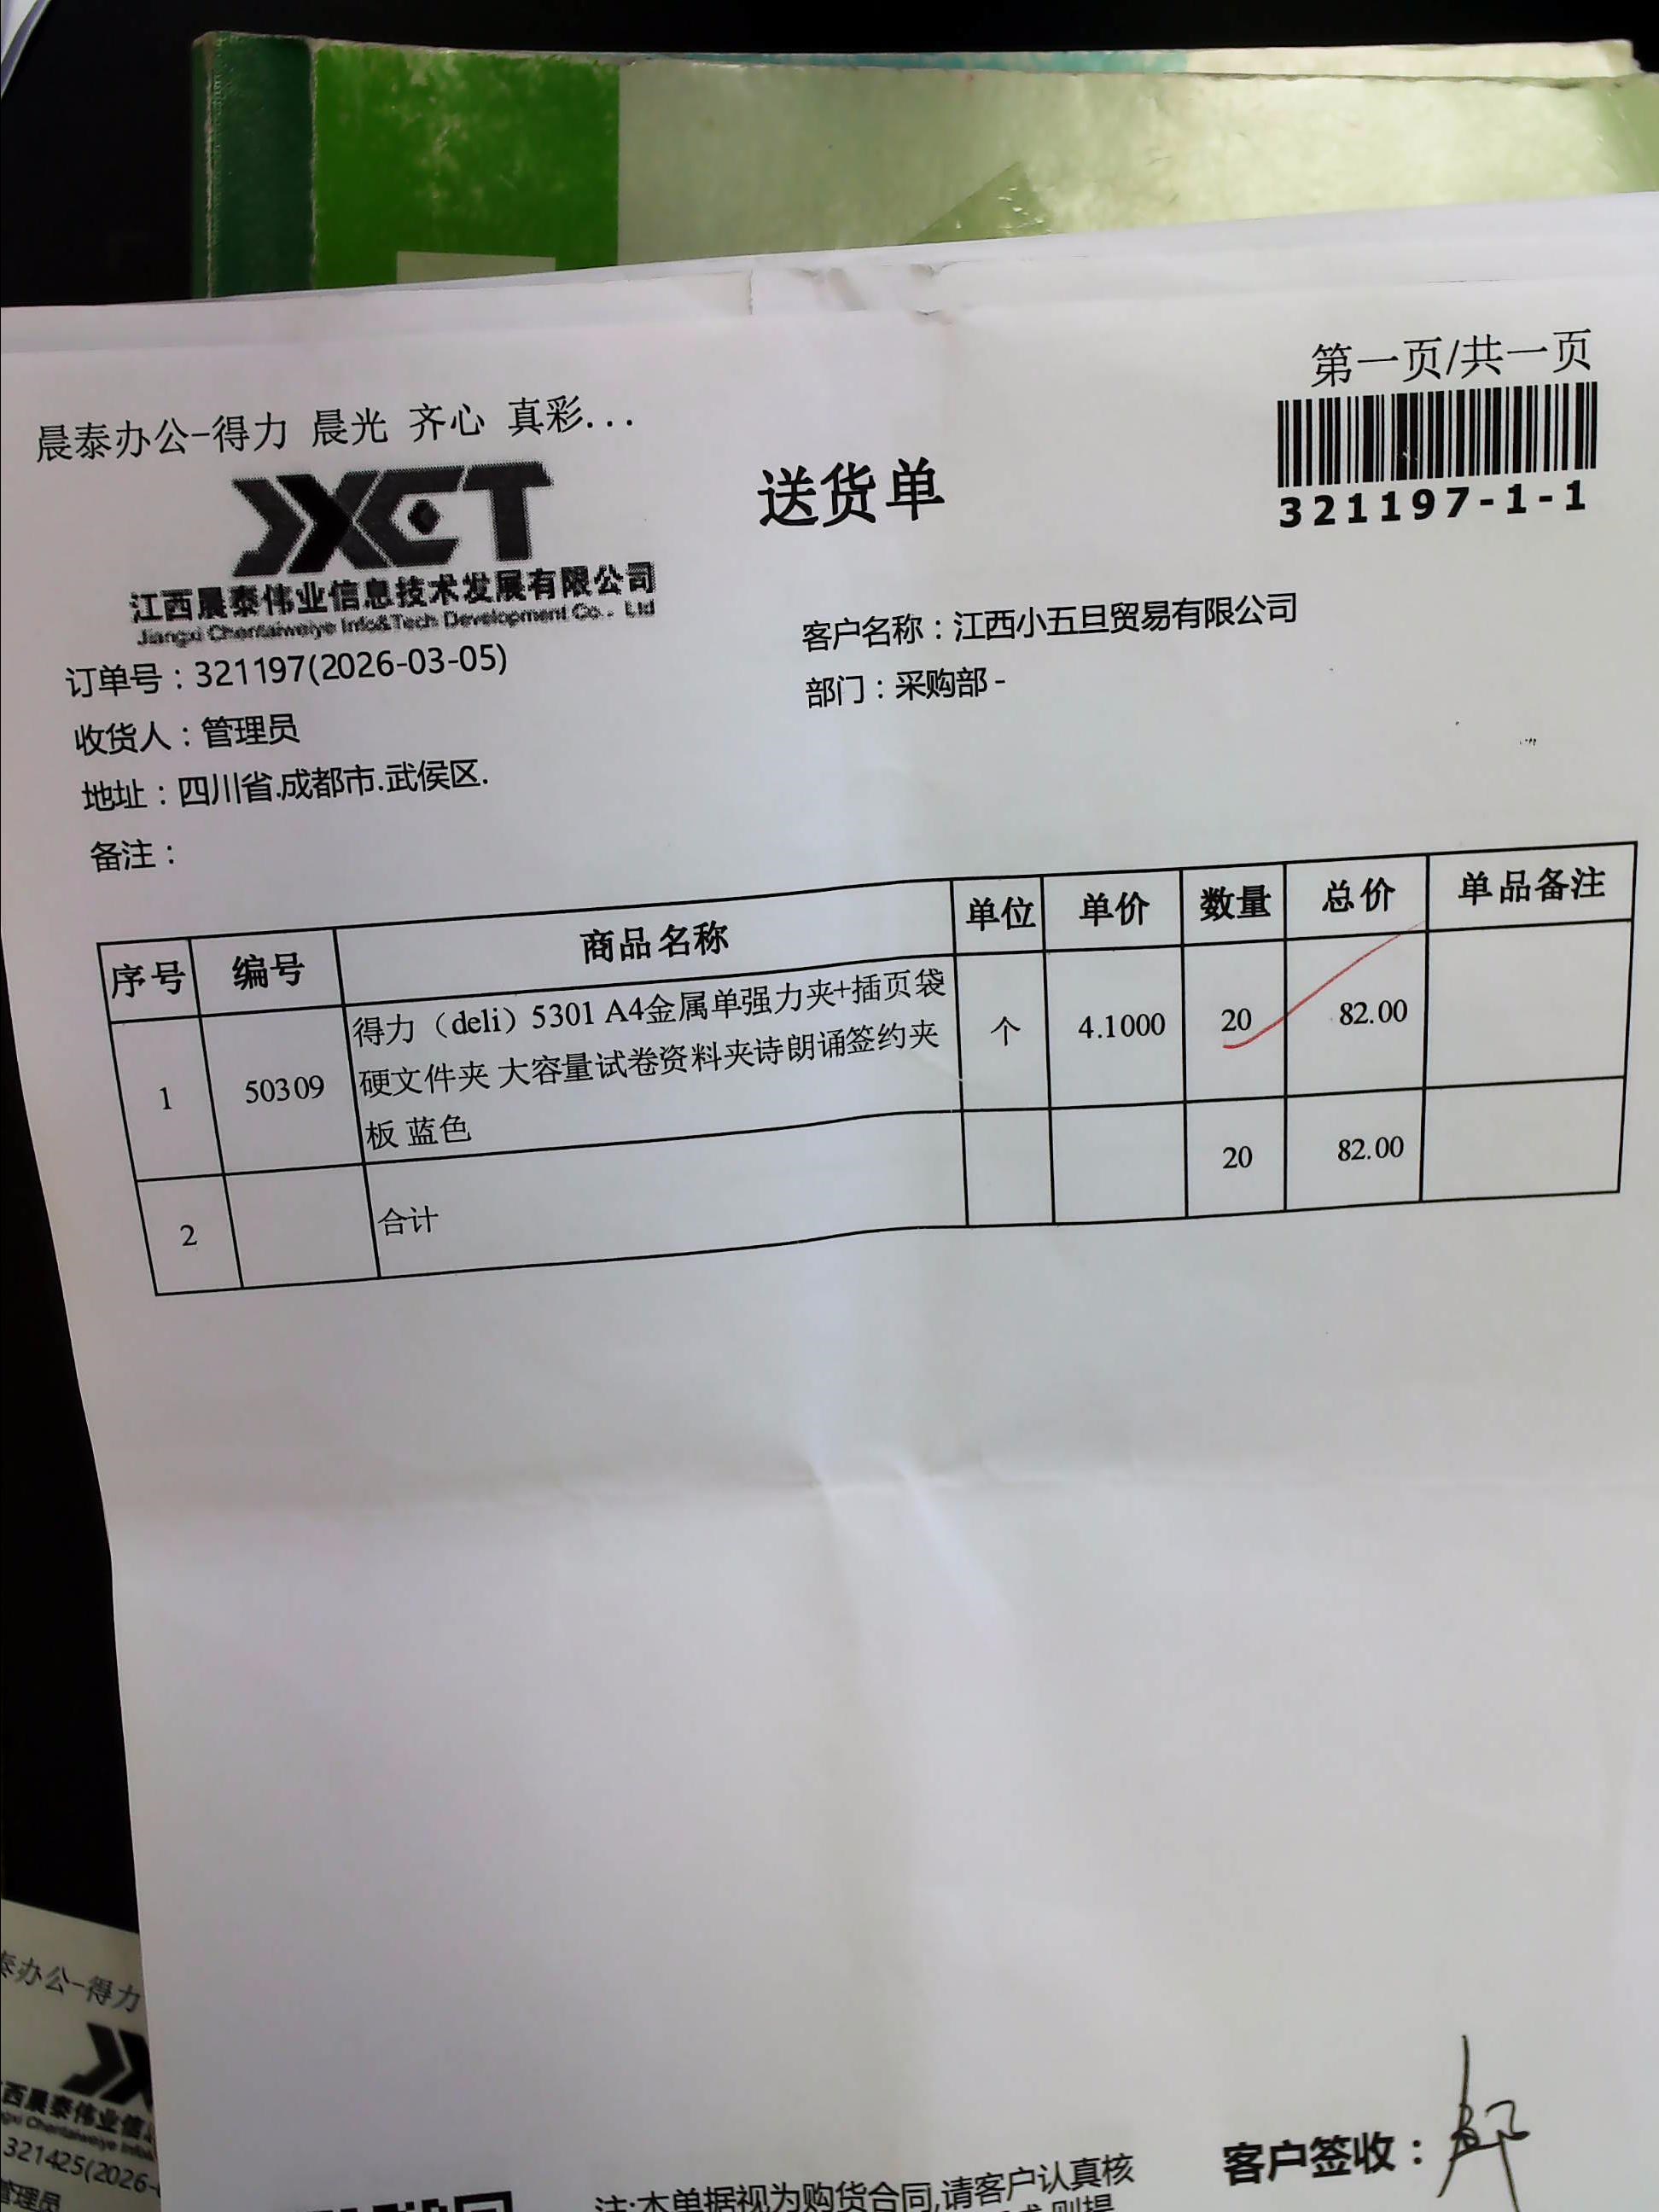 第一页/共一页
晨泰办公-得力 晨光 齐心 真彩...
JXCT
送货单
321197-1-1
江西晨泰伟业信息技术发展有限公司
Jiangxi Chentaiweiye Info&Tech Development Co., Ltd
订单号：321197(2026-03-05)
客户名称：江西小五旦贸易有限公司
收货人：管理员
部门：采购部 -
地址：四川省.成都市.武侯区.
备注：
序号 编号 商品名称 单位 单价 数量 总价 单品备注
1 50309 得力（deli）5301 A4金属单强力夹+插页袋 个 4.1000 20 82.00
硬文件夹 大容量试卷资料夹诗朗诵签约夹
板 蓝色
2 合计 20 82.00
泰办公-得力
西晨泰伟业信
321425(2026-
管理员
客户签收：
注:本单据视为购货合同,请客户认真核